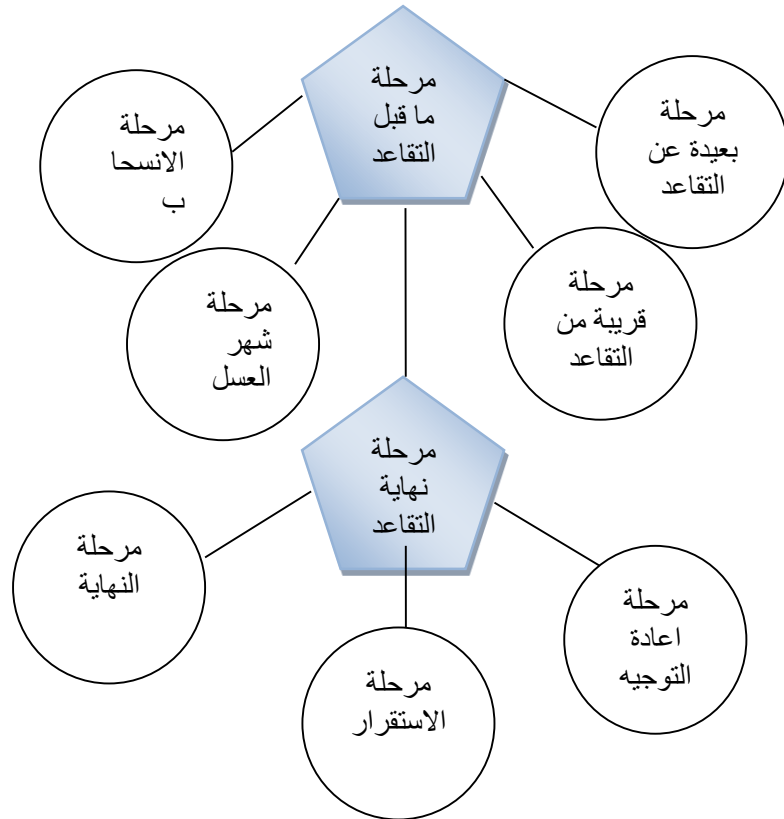 مرحلة
ما قبل
التقاعد
مرحلة
بعيدة عن
التقاعد
مرحلة
قريبة من
التقاعد
مرحلة
شهر
العسل
مرحلة
الانسحا
ب
مرحلة
نهاية
التقاعد
مرحلة
اعادة
التوجيه
مرحلة
الاستقرار
مرحلة
النهاية